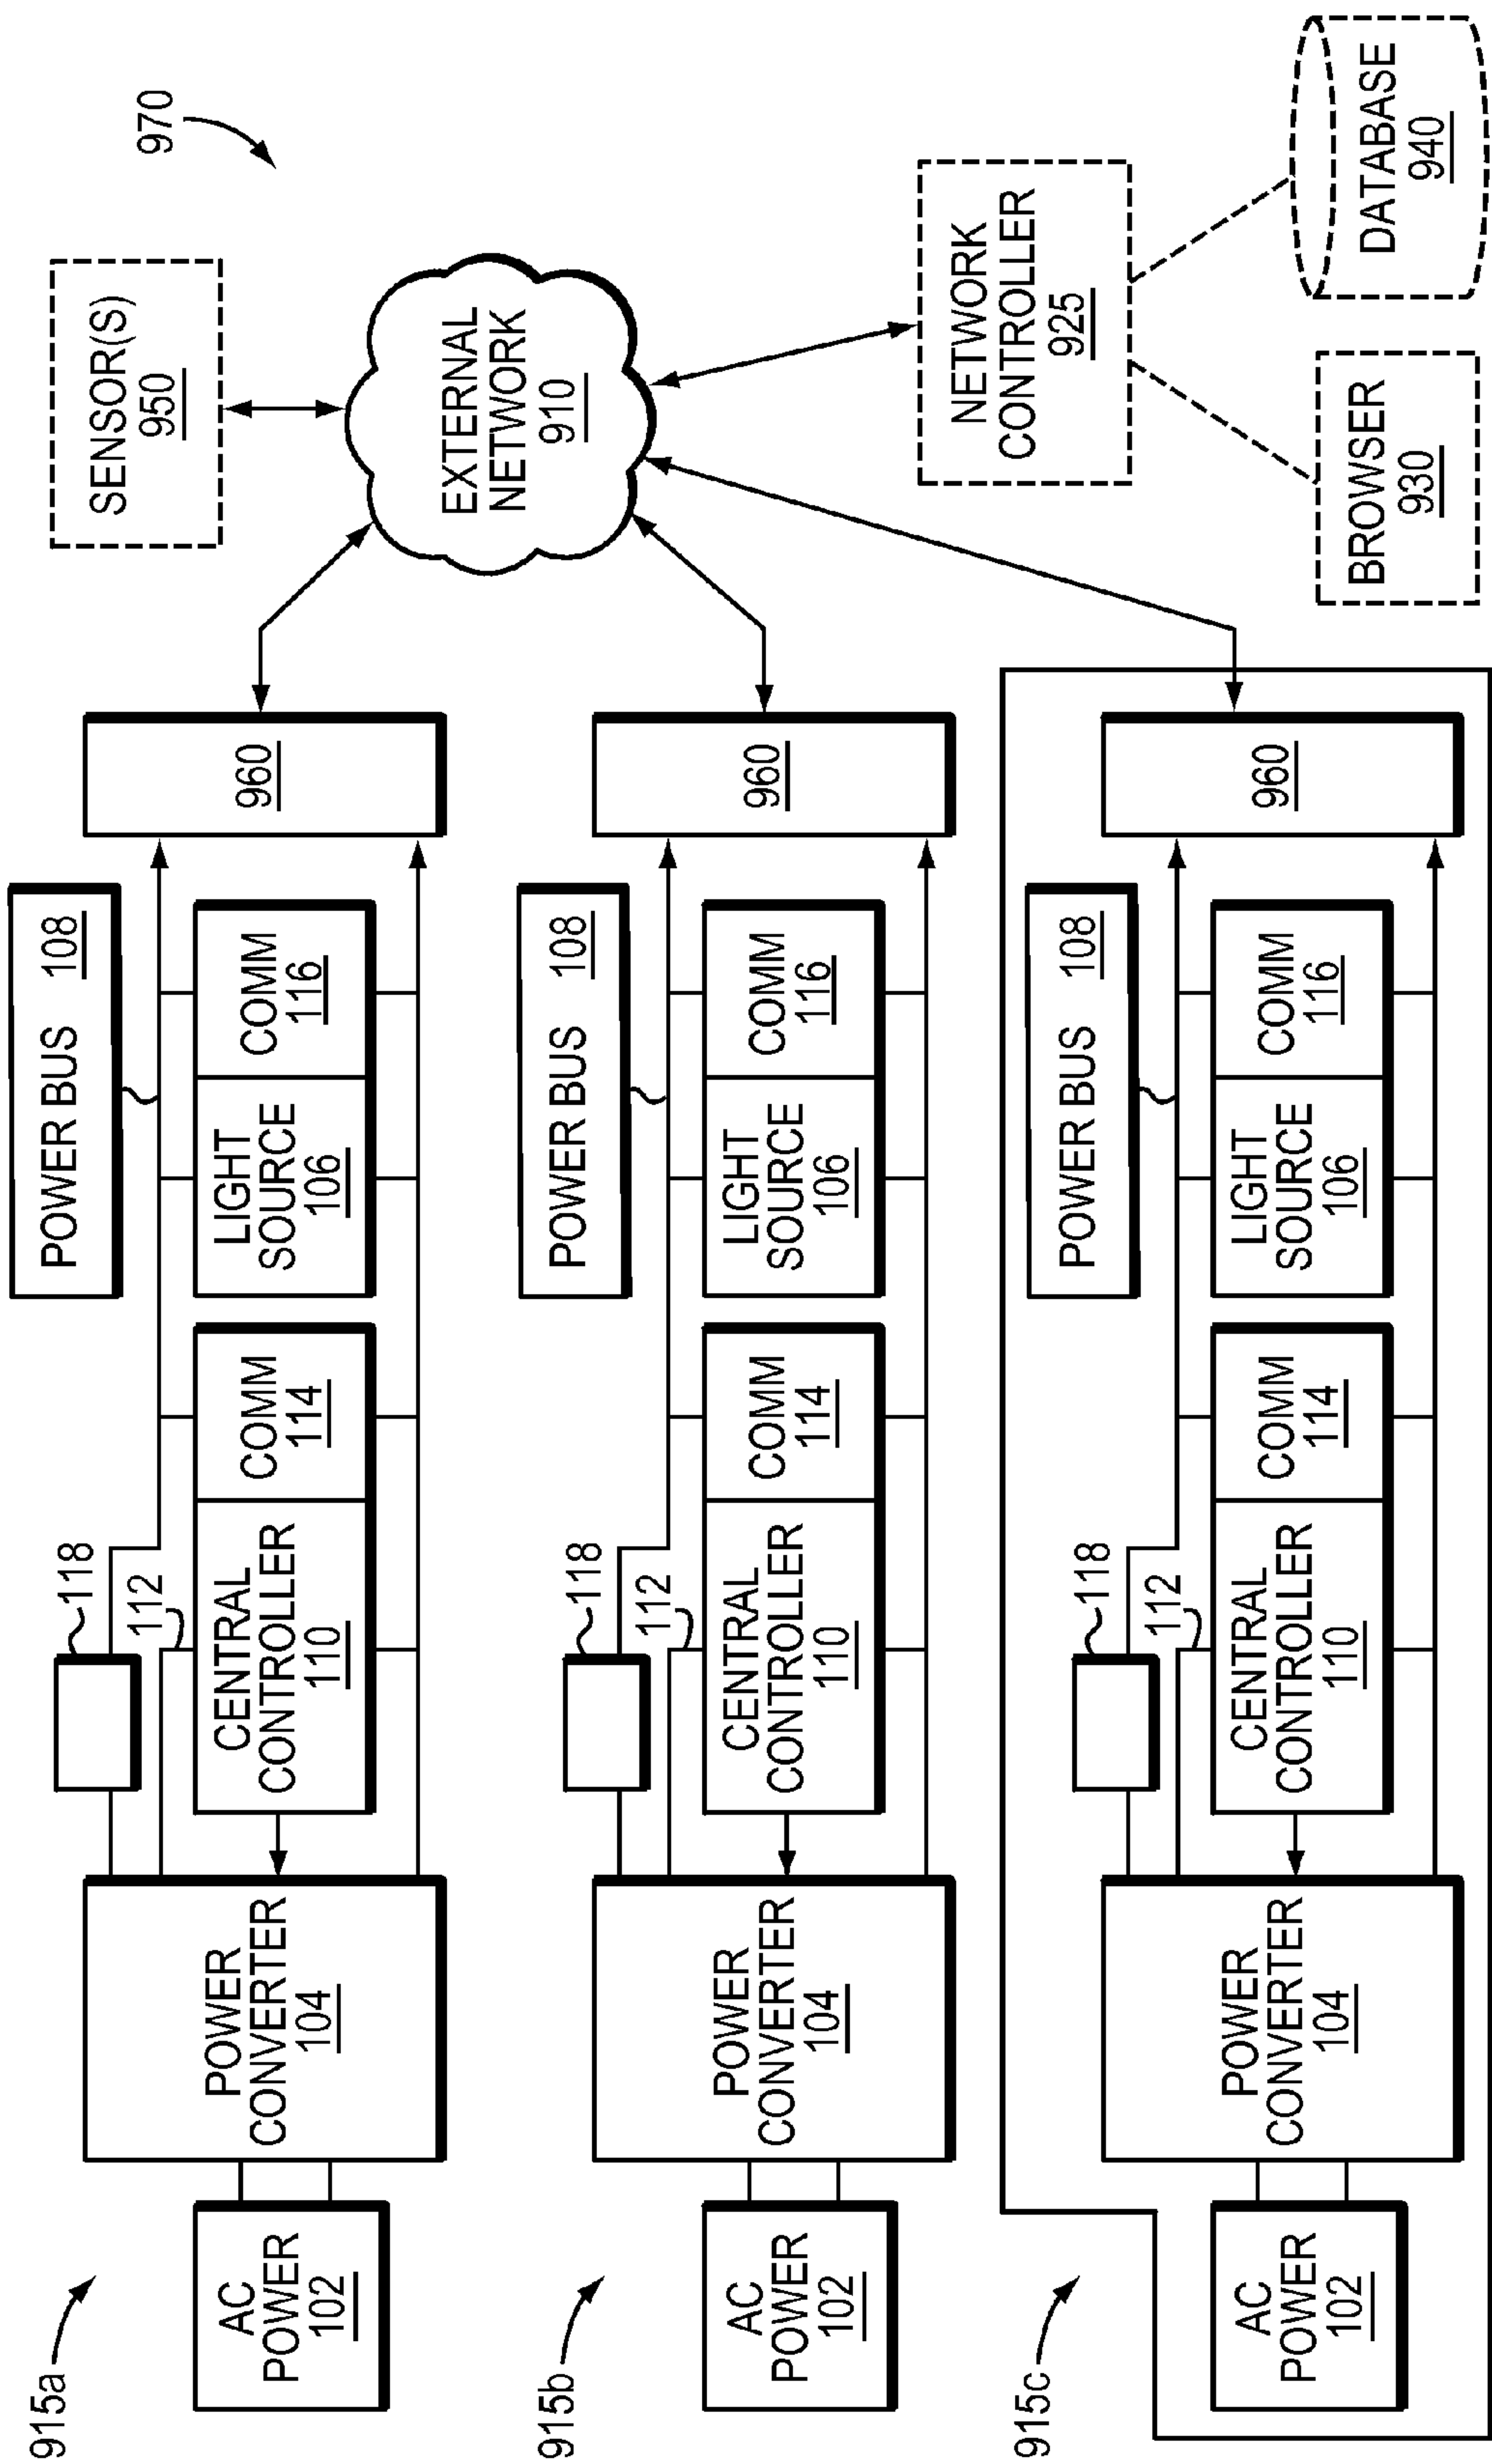 970
SENSOR(S)
950
EXTERNAL
NETWORK
910
NETWORK
CONTROLLER
925
BROWSER
930
DATABASE
940
915a
AC
POWER
102
POWER
CONVERTER
104
118
112
CENTRAL
CONTROLLER
110
COMM
114
POWER BUS 108
LIGHT
SOURCE
106
COMM
116
960
915b
AC
POWER
102
POWER
CONVERTER
104
118
112
CENTRAL
CONTROLLER
110
COMM
114
POWER BUS 108
LIGHT
SOURCE
106
COMM
116
960
915c
AC
POWER
102
POWER
CONVERTER
104
118
112
CENTRAL
CONTROLLER
110
COMM
114
POWER BUS 108
LIGHT
SOURCE
106
COMM
116
960